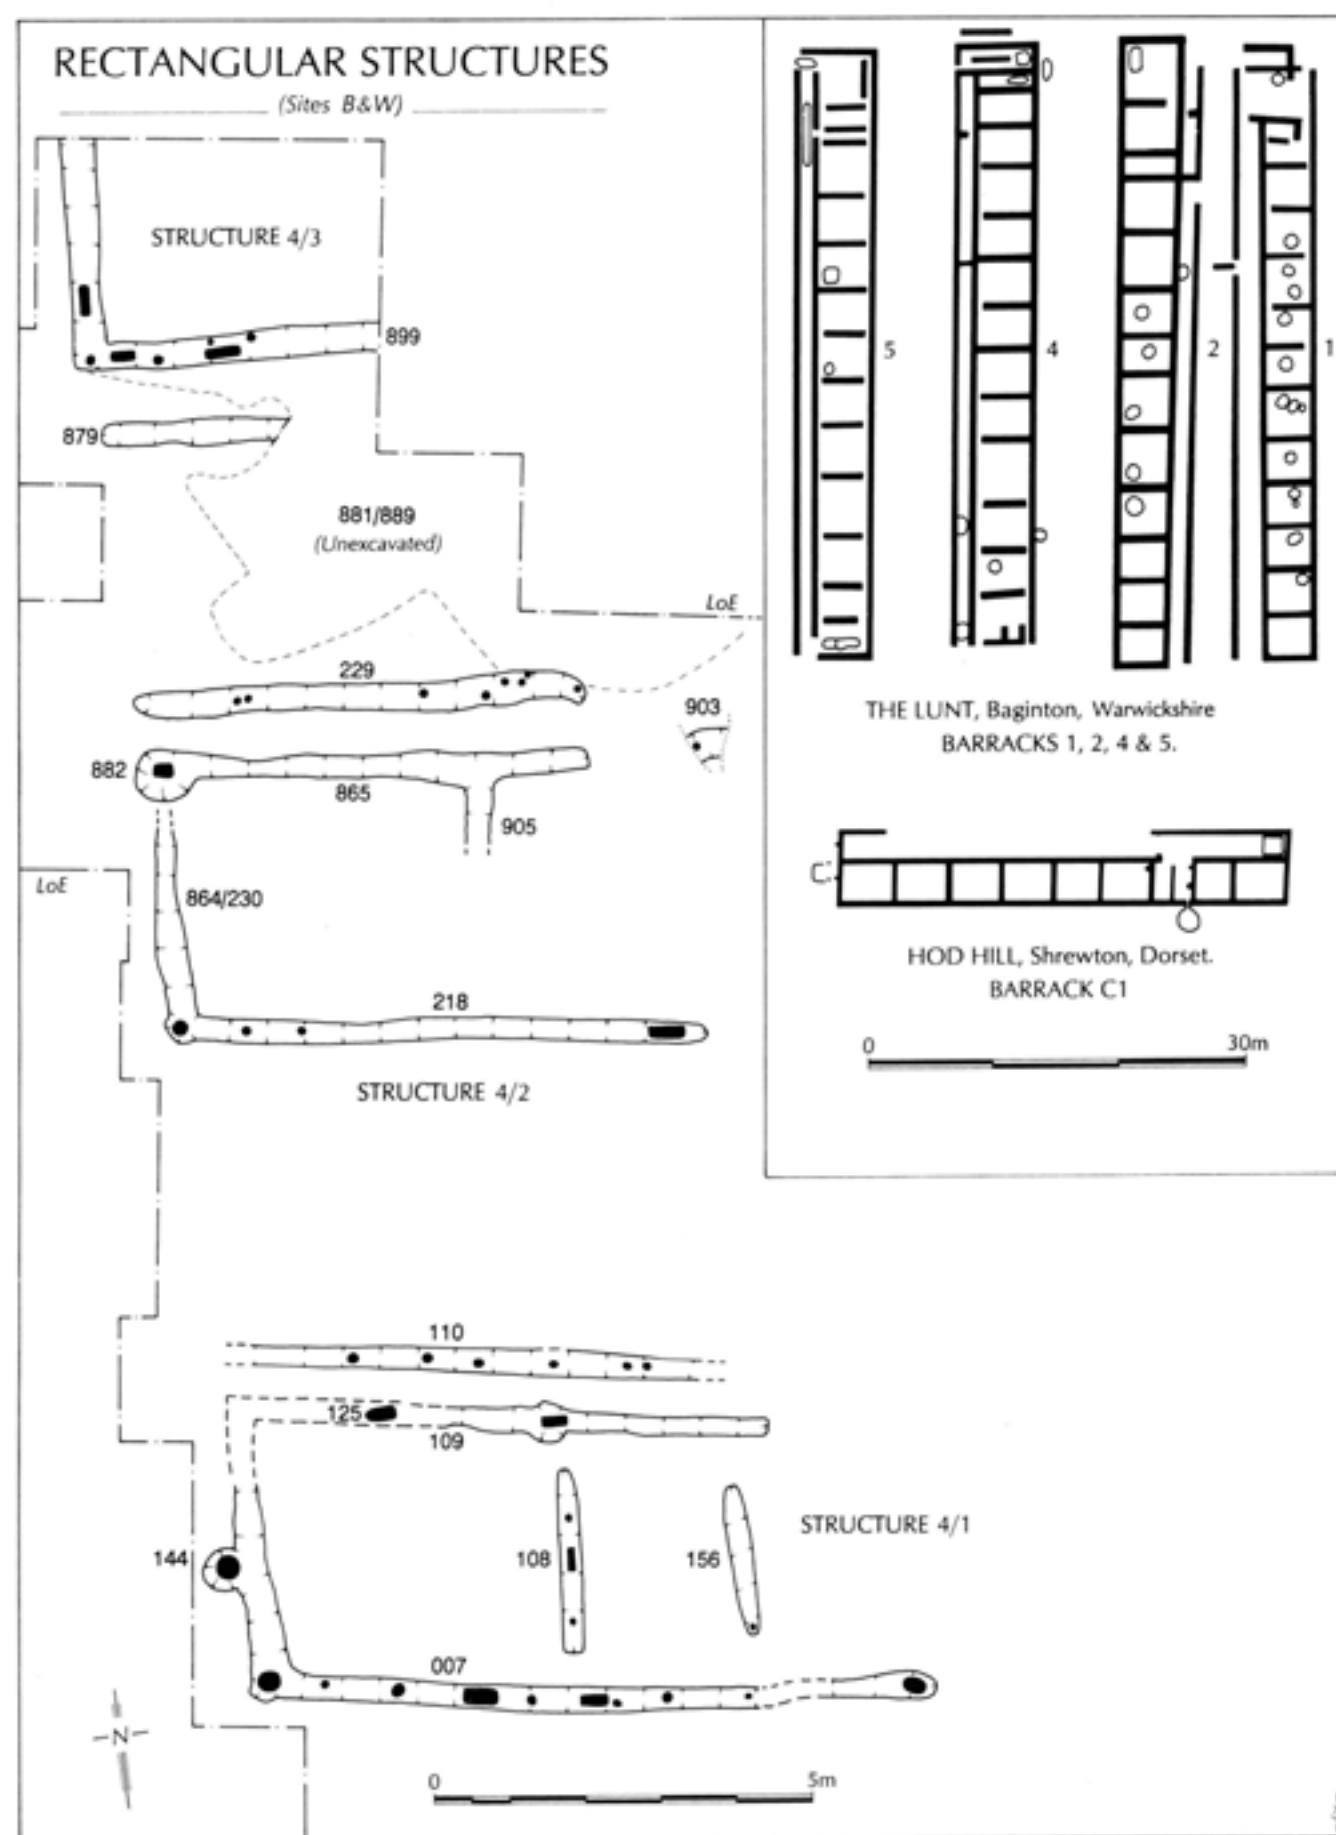 RECTANGULAR STRUCTURES
(Sites B&W)
STRUCTURE 4/3
899
879
881/889
(Unexcavated)
LoE
229
903
882
865
905
LoE
864/230
218
STRUCTURE 4/2
110
125
109
STRUCTURE 4/1
144
108
156
007
N
0
5m
5
4
2
1
THE LUNT, Baginton, Warwickshire
BARRACKS 1, 2, 4 & 5.
HOD HILL, Shrewton, Dorset.
BARRACK C1
0
30m